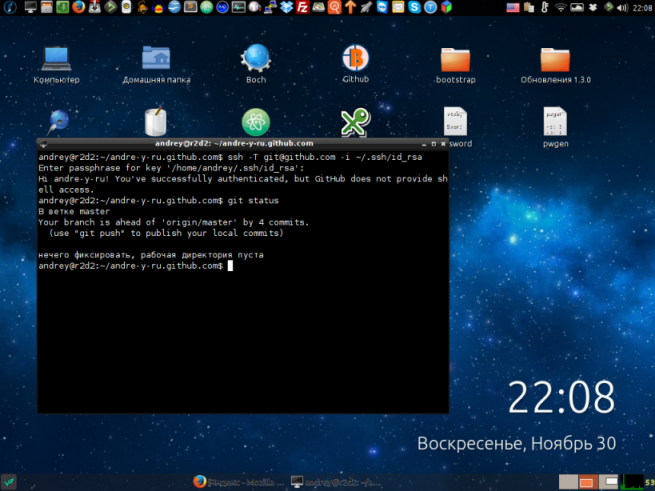 22:08
Компьютер
Домашняя папка
Boch
Github
bootstrap
Обновления 1.3.0
sword
pwgen
andrey@r2d2: ~/andre-y-ru.github.com
andrey@r2d2:~/andre-y-ru.github.com$ ssh -T git@github.com -i ~/.ssh/id_rsa
Enter passphrase for key '/home/andrey/.ssh/id_rsa':
Hi andre-y-ru! You've successfully authenticated, but GitHub does not provide sh
ell access.
andrey@r2d2:~/andre-y-ru.github.com$ git status
В ветке master
Your branch is ahead of 'origin/master' by 4 commits.
(use "git push" to publish your local commits)
нечего фиксировать, рабочая директория пуста
andrey@r2d2:~/andre-y-ru.github.com$
22:08
Воскресенье, Ноябрь 30
Яндекс - Mozilla ...
andrey@r2d2: ~/a...
53